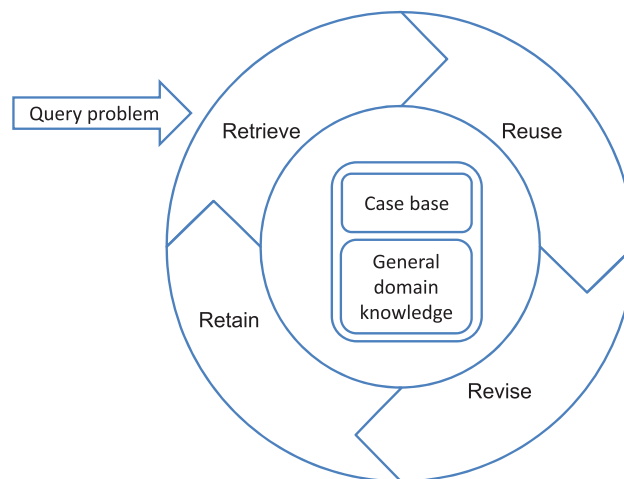 Query problem
Retrieve
Reuse
Case base
General
domain
knowledge
Retain
Revise